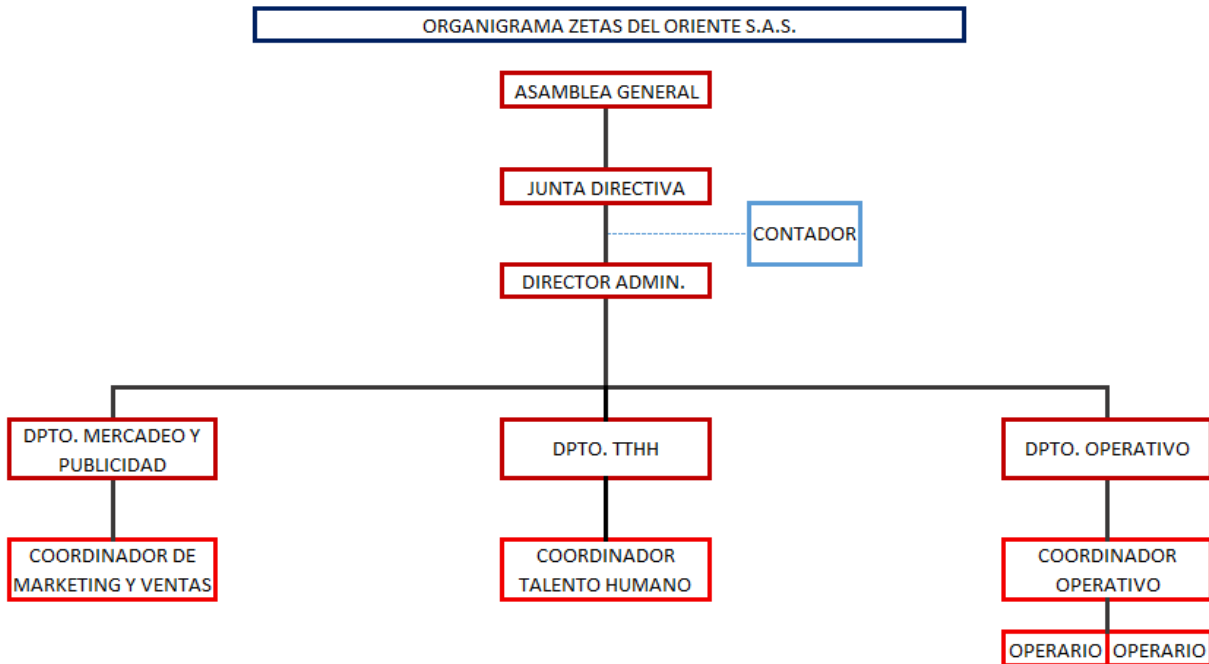 ORGANIGRAMA ZETAS DEL ORIENTE S.A.S.
ASAMBLEA GENERAL
JUNTA DIRECTIVA
CONTADOR
DIRECTOR ADMIN.
DPTO. MERCADEO Y
PUBLICIDAD
DPTO. TTHH
DPTO. OPERATIVO
COORDINADOR DE
MARKETING Y VENTAS
COORDINADOR
TALENTO HUMANO
COORDINADOR
OPERATIVO
OPERARIO
OPERARIO